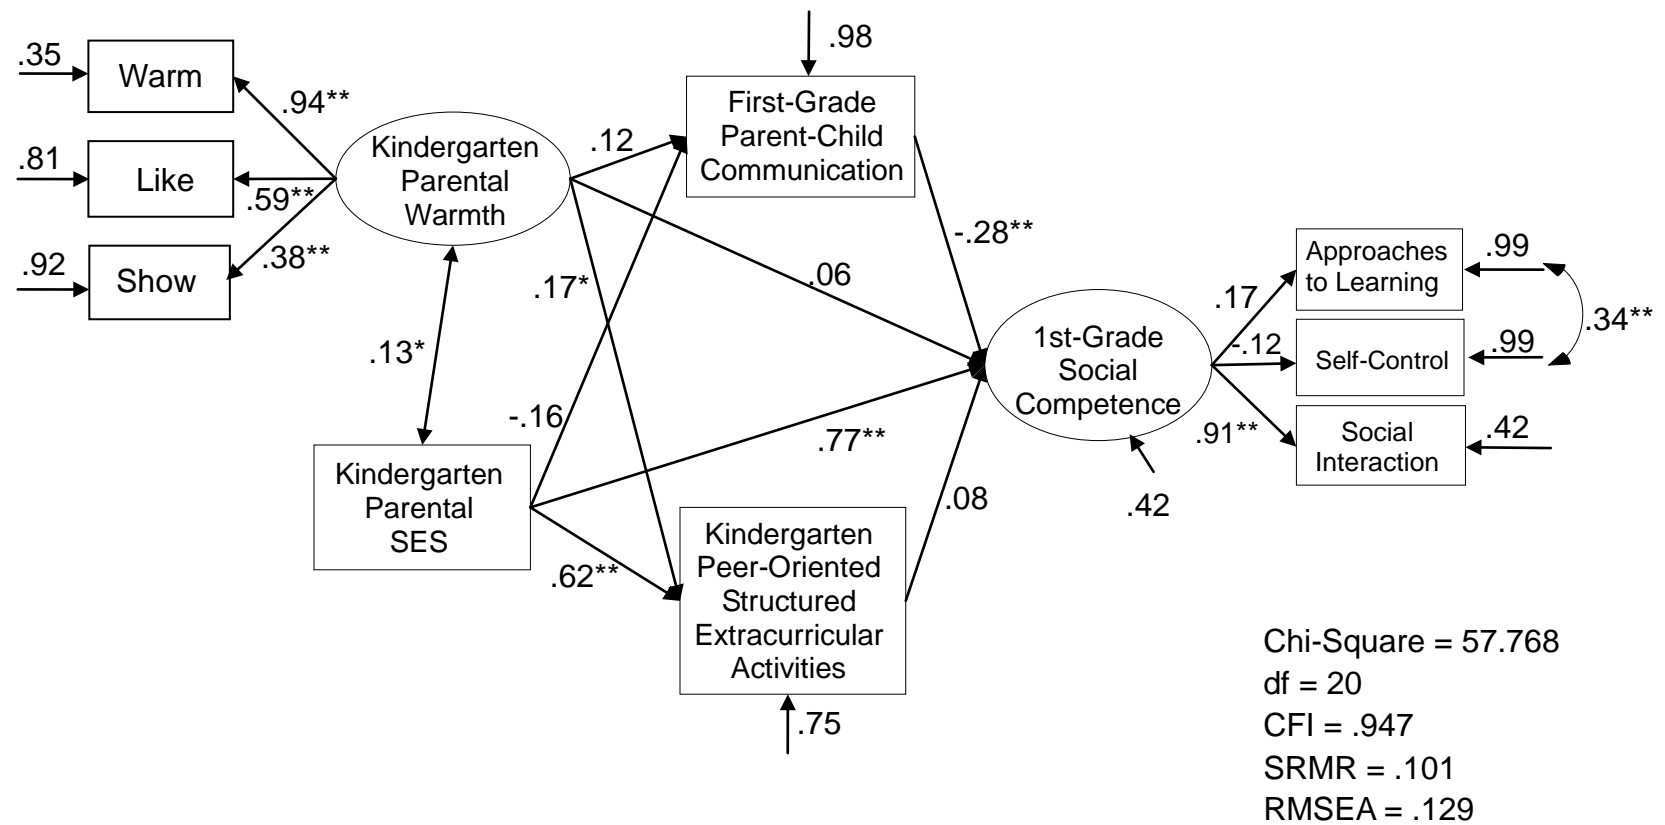 .35
Warm
.94**
.81
Like
.59**
.92
Show
.38**
Kindergarten
Parental
Warmth
.13*
Kindergarten
Parental
SES
.12
.17*
.06
-.16
.77**
.62**
.98
First-Grade
Parent-Child
Communication
-.28**
Kindergarten
Peer-Oriented
Structured
Extracurricular
Activities
.75
.08
1st-Grade
Social
Competence
.42
.17
-.12
.91**
Approaches
to Learning
.99
Self-Control
.99
.34**
Social
Interaction
.42
Chi-Square = 57.768
df = 20
CFI = .947
SRMR = .101
RMSEA = .129